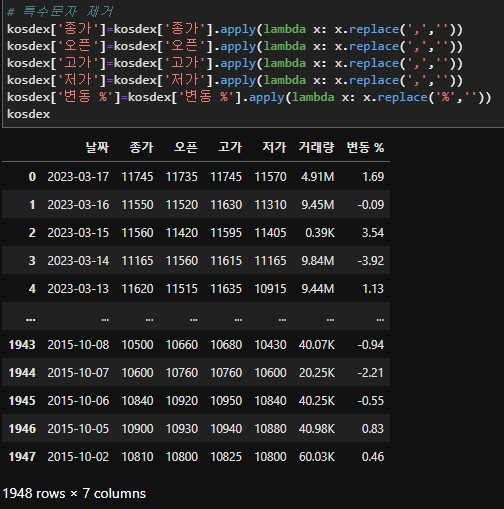 # 특수문자 제거
kosdex['종가']=kosdex['종가'].apply(lambda x: x.replace(',',''))
kosdex['오픈']=kosdex['오픈'].apply(lambda x: x.replace(',',''))
kosdex['고가']=kosdex['고가'].apply(lambda x: x.replace(',',''))
kosdex['저가']=kosdex['저가'].apply(lambda x: x.replace(',',''))
kosdex['변동 %']=kosdex['변동 %'].apply(lambda x: x.replace('%',''))
kosdex
날짜 종가 오픈 고가 저가 거래량 변동 %
0 2023-03-17 11745 11735 11745 11570 4.91M 1.69
1 2023-03-16 11550 11520 11630 11310 9.45M -0.09
2 2023-03-15 11560 11420 11595 11405 0.39K 3.54
3 2023-03-14 11165 11560 11615 11165 9.84M -3.92
4 2023-03-13 11620 11515 11635 10915 9.44M 1.13
... ... ... ... ... ... ... ...
1943 2015-10-08 10500 10660 10680 10430 40.07K -0.94
1944 2015-10-07 10600 10760 10760 10600 20.25K -2.21
1945 2015-10-06 10840 10920 10950 10840 40.25K -0.55
1946 2015-10-05 10900 10930 10940 10880 40.98K 0.83
1947 2015-10-02 10810 10800 10825 10800 60.03K 0.46
1948 rows × 7 columns